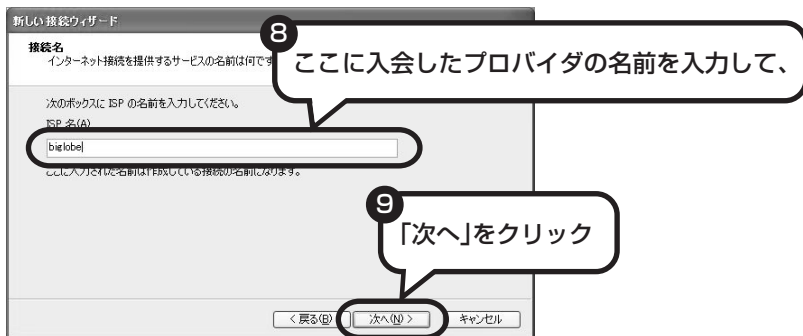 新しい接続ウィザード
接続名
インターネット接続を提供するサービスの名前は何です
8
ここに入会したプロバイダの名前を入力して、
次のボックスに ISP の名前を入力してください。
ISP 名(A)
biglobe
ここに入力された名前は作成している接続の名前になります。
9
「次へ」をクリック
< 戻る(B)
次へ(N) >
キャンセル